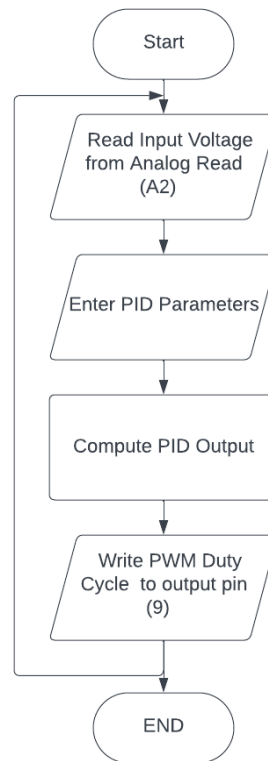 Start
Read Input Voltage
from Analog Read
(A2)
Enter PID Parameters
Compute PID Output
Write PWM Duty
Cycle to output pin
(9)
END